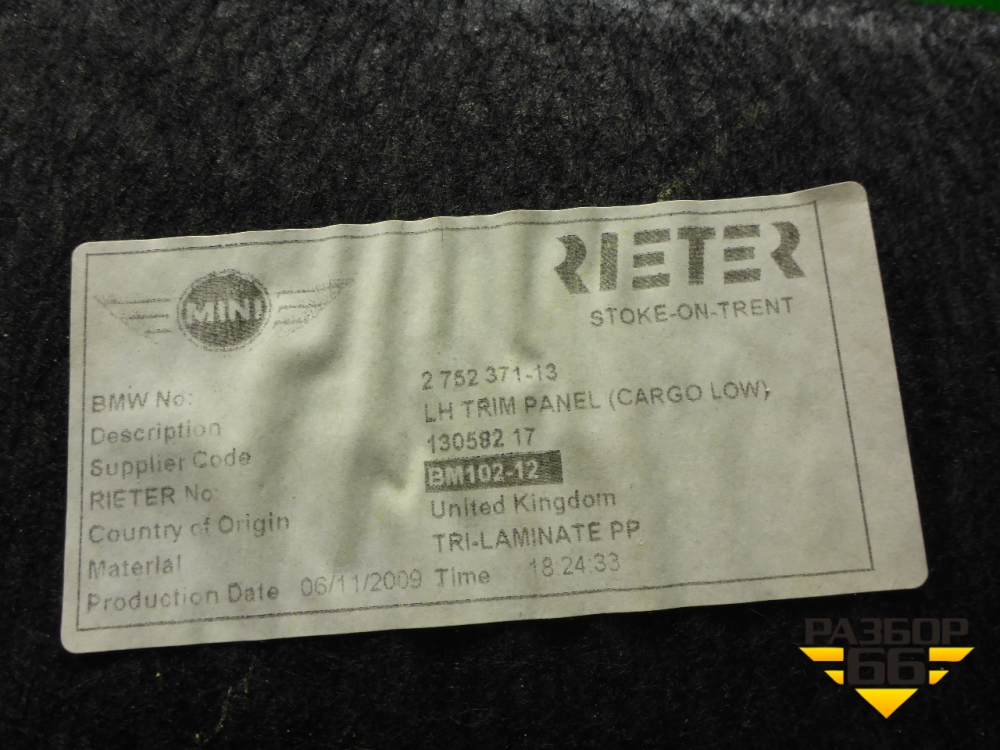 MINI
RIETER
STOKE-ON-TRENT
BMW No: 2 752 371-13
Description LH TRIM PANEL (CARGO LOW),
Supplier Code 130582 17
RIETER No: BM102-12
Country of Origin United Kingdom
Material TRI-LAMINATE PP
Production Date 06/11/2009 Time 18:24:33
РАЗБОР
66